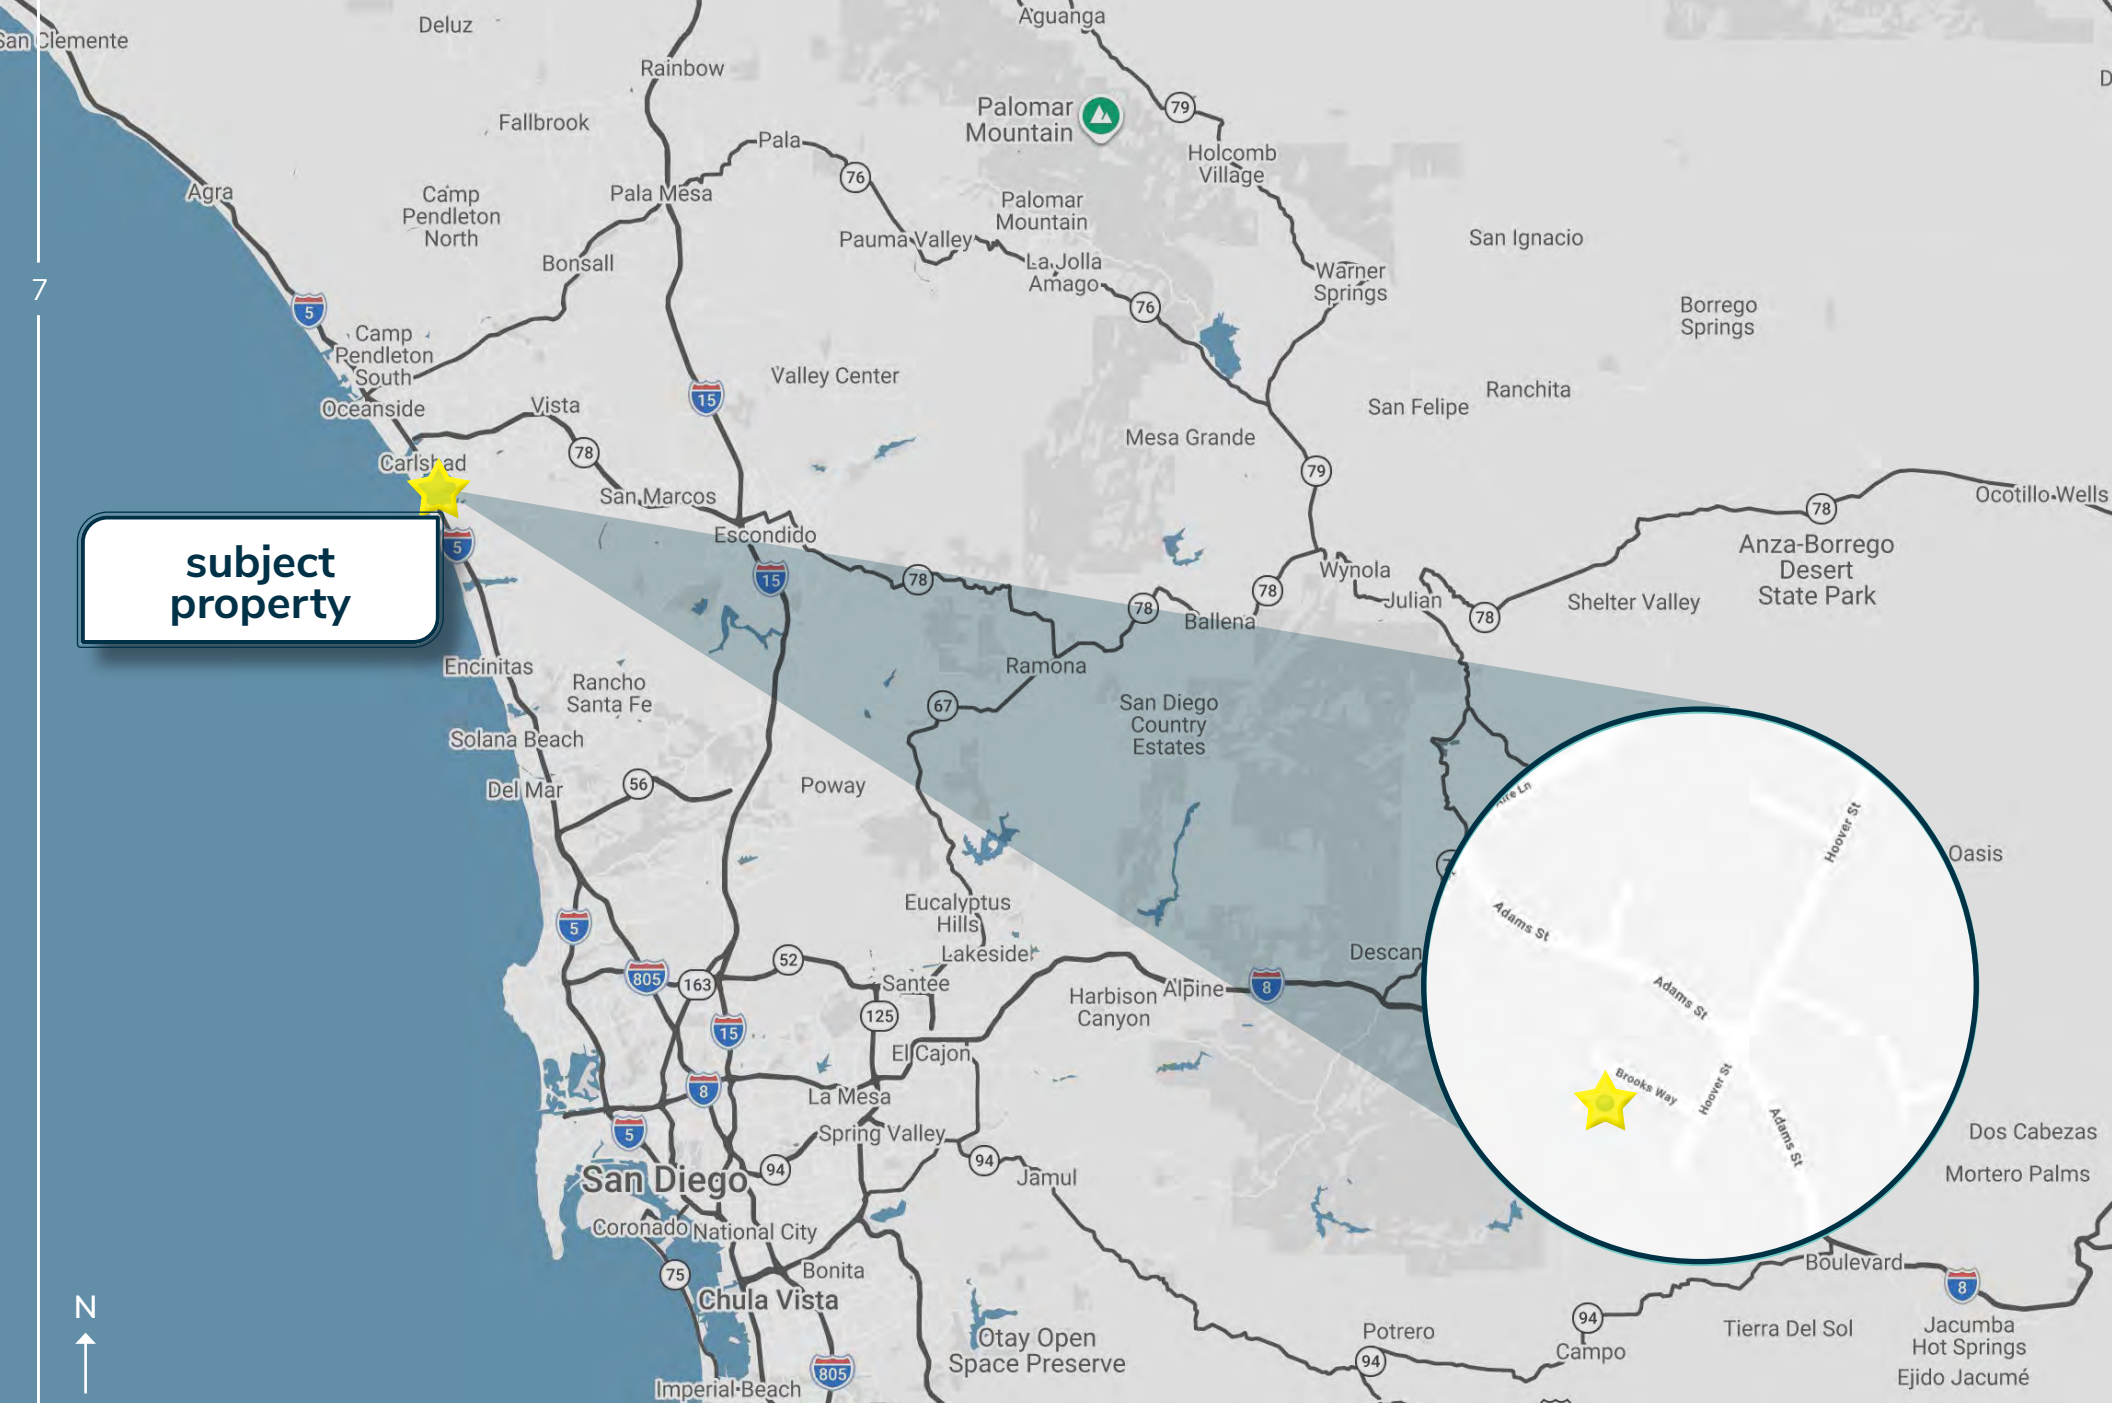 San Clemente
Deluz
Aguanga
Rainbow
Fallbrook
Palomar
Mountain
79
Pala
Holcomb
Village
76
Agra
Camp
Pendleton
North
Pala Mesa
Palomar
Mountain
Pauma Valley
San Ignacio
Bonsall
La Jolla
Amago
Warner
Springs
7
5
76
Borrego
Springs
Camp
Pendleton
South
Valley Center
Ranchita
15
Oceanside
Vista
San Felipe
Mesa Grande
78
Carlsbad
79
San Marcos
Ocotillo Wells
78
Escondido
5
Anza-Borrego
Desert
State Park
subject
property
15
78
Wynola
78
Julian
78
Shelter Valley
78
Ballena
Encinitas
Ramona
Rancho
Santa Fe
67
San Diego
Country
Estates
Solana Beach
Del Mar
56
Poway
Hoover St
Oasis
Eucalyptus
Hills
Adams St
5
Lakeside
Descan
52
805
163
Santee
Alpine
8
Harbison
Canyon
Adams St
125
15
El Cajon
8
La Mesa
Brooks Way
Hoover St
5
Spring Valley
Adams St
Dos Cabezas
94
94
San Diego
Jamul
Mortero Palms
Coronado
National City
75
Bonita
Boulevard
8
Chula Vista
N
94
Otay Open
Space Preserve
Potrero
Tierra Del Sol
Jacumba
Hot Springs
94
Campo
805
Imperial Beach
Ejido Jacumé